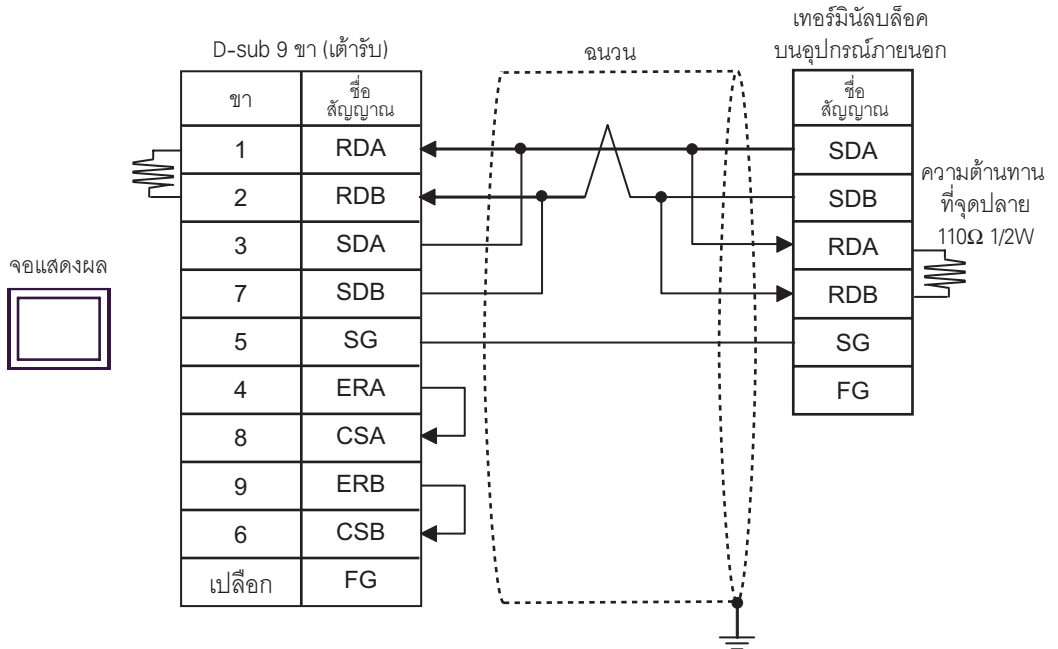 เทอร์มินัลบล็อค
บนอุปกรณ์ภายนอก
D-sub 9 ขา (เต้ารับ)
ฉนวน
ขา ชื่อ
สัญญาณ
ชื่อ
สัญญาณ
1 RDA
SDA
2 RDB
SDB
ความต้านทาน
ที่จุดปลาย
110Ω 1/2W
3 SDA
RDA
จอแสดงผล
7 SDB
RDB
5 SG
SG
4 ERA
FG
8 CSA
9 ERB
6 CSB
เปลือก FG